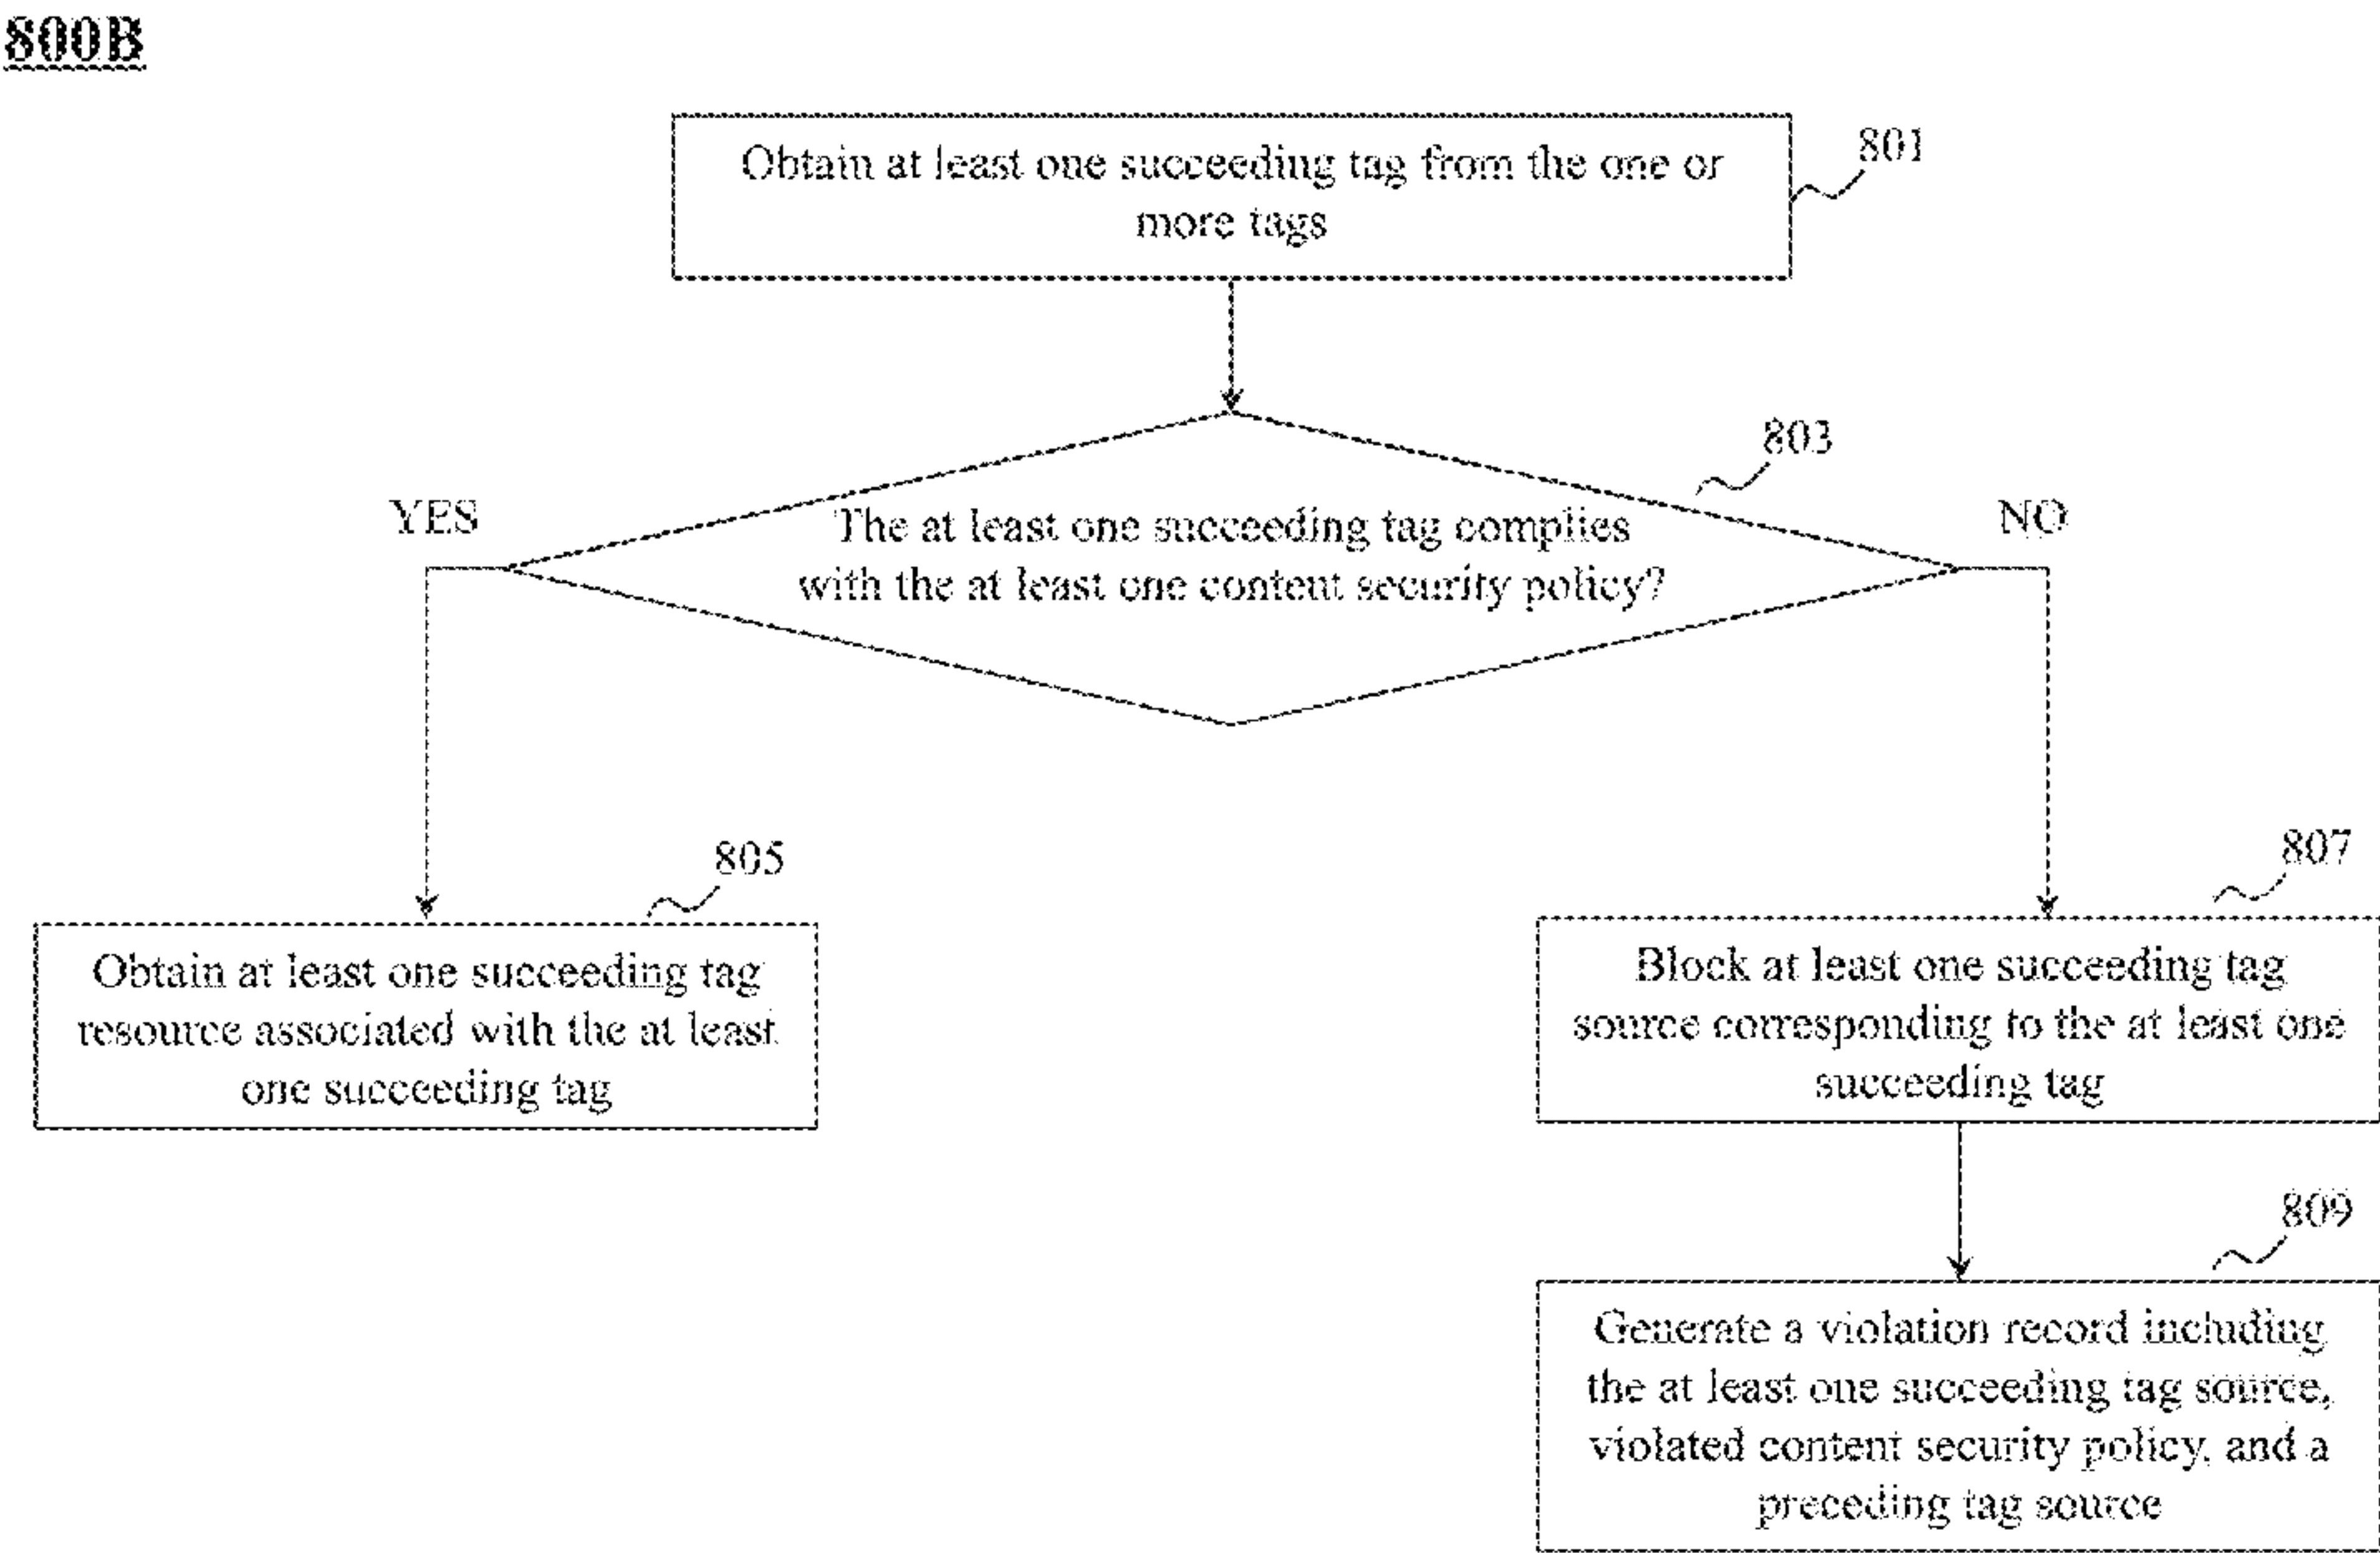 800B
Obtain at least one succeeding tag from the one or
more tags
801
803
YES
NO
The at least one succeeding tag complies
with the at least one content security policy?
805
807
Obtain at least one succeeding tag
resource associated with the at least
one succeeding tag
Block at least one succeeding tag
source corresponding to the at least one
succeeding tag
809
Generate a violation record including
the at least one succeeding tag source,
violated content security policy, and a
preceding tag source